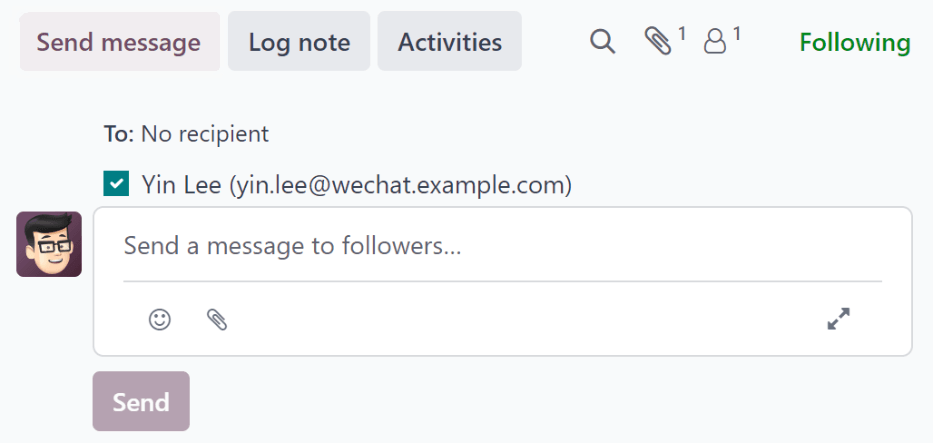 Send message Log note Activities 1 1 Following
To: No recipient
Yin Lee (yin.lee@wechat.example.com)
Send a message to followers...
Send